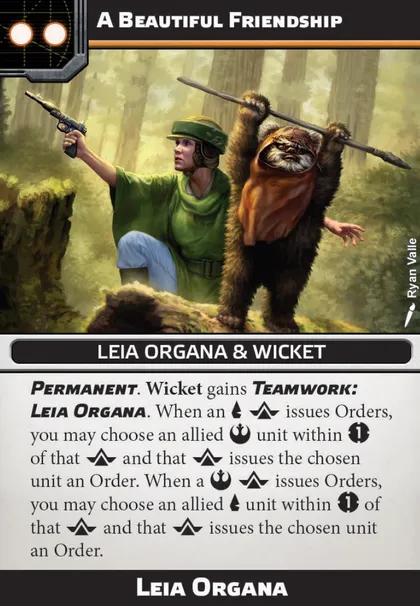 A Beautiful Friendship
Ryan Valle
LEIA ORGANA & WICKET
Permanent. Wicket gains Teamwork:
Leia Organa. When an issues Orders,
you may choose an allied unit within 1
of that and that issues the chosen
unit an Order. When a issues Orders,
you may choose an allied unit within 1 of
that and that issues the chosen unit
an Order.
Leia Organa